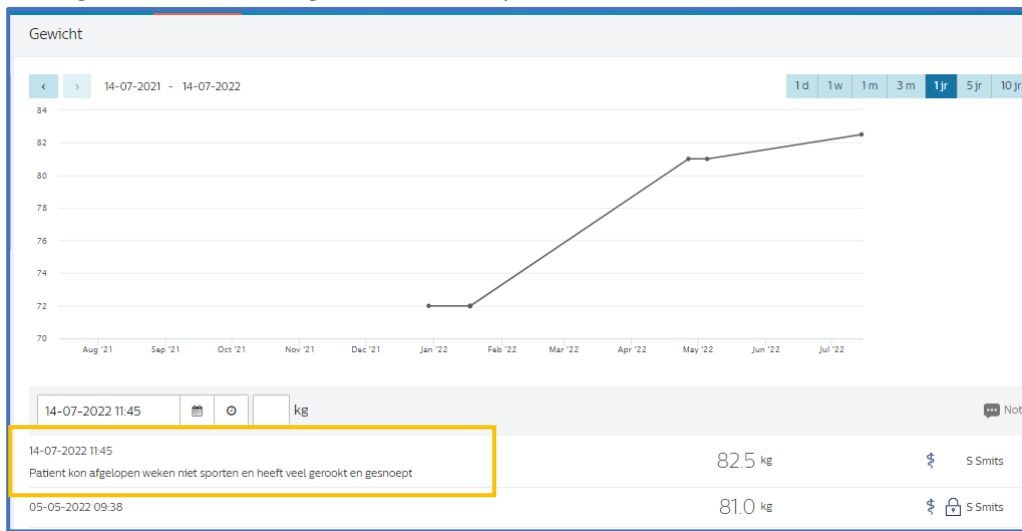 Gewicht
‹ › 14-07-2021 - 14-07-2022 1 d 1 w 1 m 3 m 1 jr 5 jr 10 jr
84
82
80
78
76
74
72
70
Aug '21 Sep '21 Oct '21 Nov '21 Dec '21 Jan '22 Feb '22 Mar '22 Apr '22 May '22 Jun '22 Jul '22
14-07-2022 11:45 kg Not
14-07-2022 11:45
Patient kon afgelopen weken niet sporten en heeft veel gerookt en gesnoept
82.5 kg S Smits
05-05-2022 09:38 81.0 kg S Smits